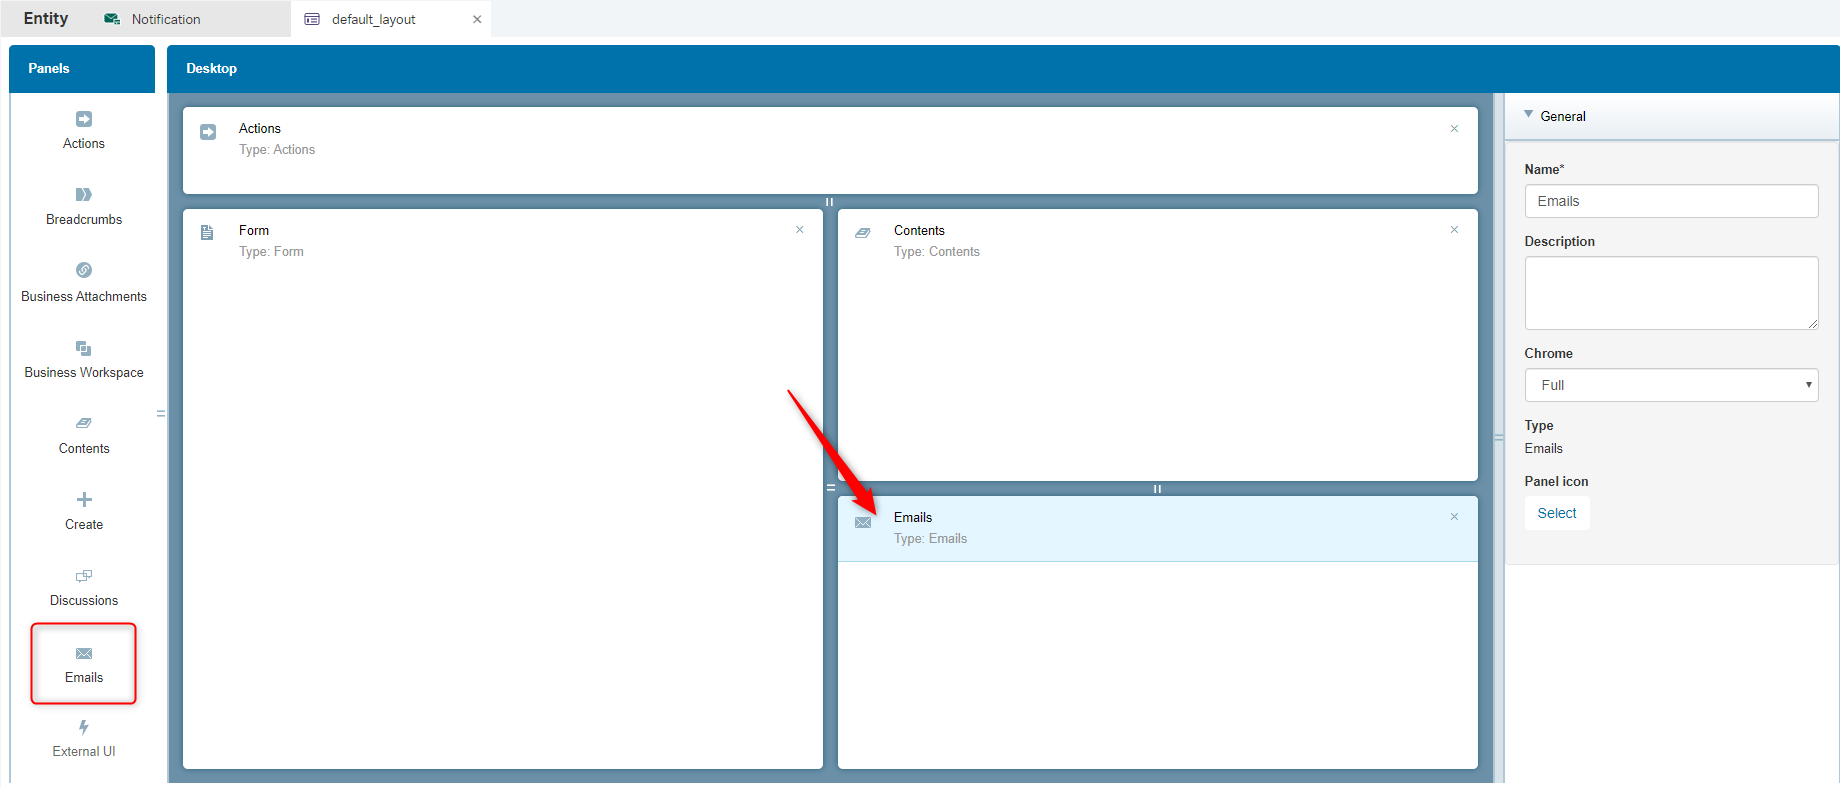 Entity
Notification
default_layout
Panels
Desktop
Actions
Breadcrumbs
Business Attachments
Business Workspace
Contents
Create
Discussions
Emails
External UI
Actions
Type: Actions
Form
Type: Form
Contents
Type: Contents
Emails
Type: Emails
General
Name*
Emails
Description
Chrome
Full
Type
Emails
Panel icon
Select